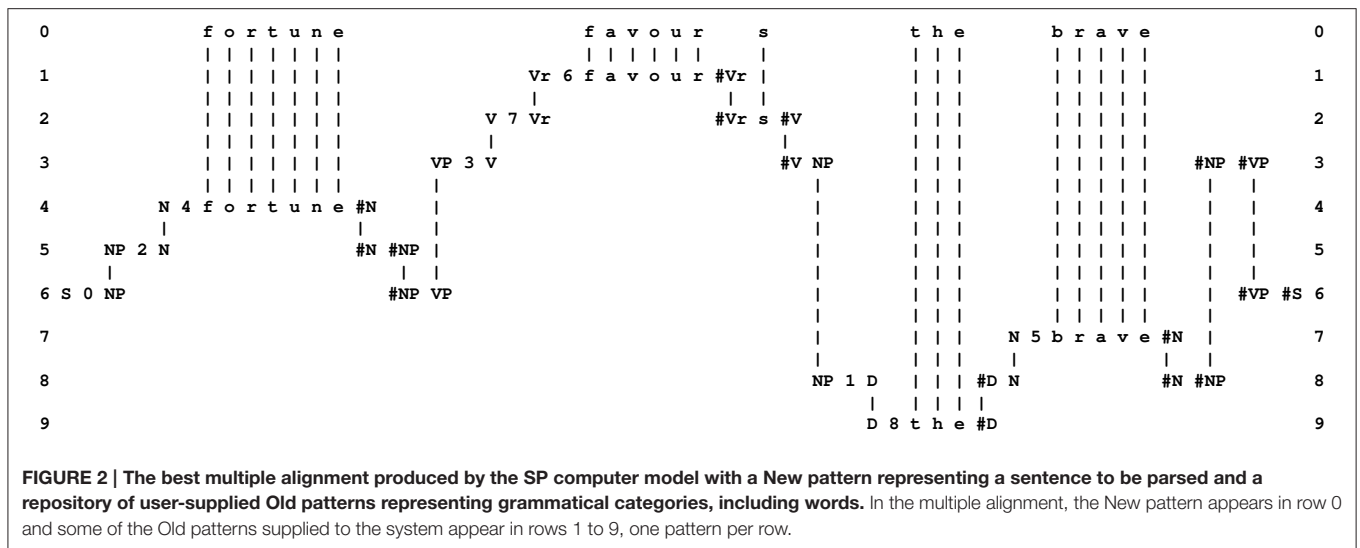 0 f o r t u n e f a v o u r s t h e b r a v e 0
| | | | | | | | | | | | | | | | | | | | | |
1 | | | | | | | Vr 6 f a v o u r #Vr | | | | | | | | | 1
| | | | | | | | | | | | | | | | | |
2 | | | | | | | V 7 Vr #Vr s #V | | | | | | | | 2
| | | | | | | | | | | | | | | | |
3 | | | | | | | VP 3 V #V NP | | | | | | | | #NP #VP 3
| | | | | | | | | | | | | | | | | | |
4 N 4 f o r t u n e #N | | | | | | | | | | | | 4
| | | | | | | | | | | | | |
5 NP 2 N #N #NP | | | | | | | | | | | | 5
| | | | | | | | | | | | | |
6 S 0 NP #NP VP | | | | | | | | | | #VP #S 6
| | | | | | | | | |
7 | | | | N 5 b r a v e #N | 7
| | | | | | |
8 NP 1 D | | | #D N #N #NP 8
| | | | |
9 D 8 t h e #D 9
FIGURE 2 | The best multiple alignment produced by the SP computer model with a New pattern representing a sentence to be parsed and a
repository of user-supplied Old patterns representing grammatical categories, including words. In the multiple alignment, the New pattern appears in row 0
and some of the Old patterns supplied to the system appear in rows 1 to 9, one pattern per row.